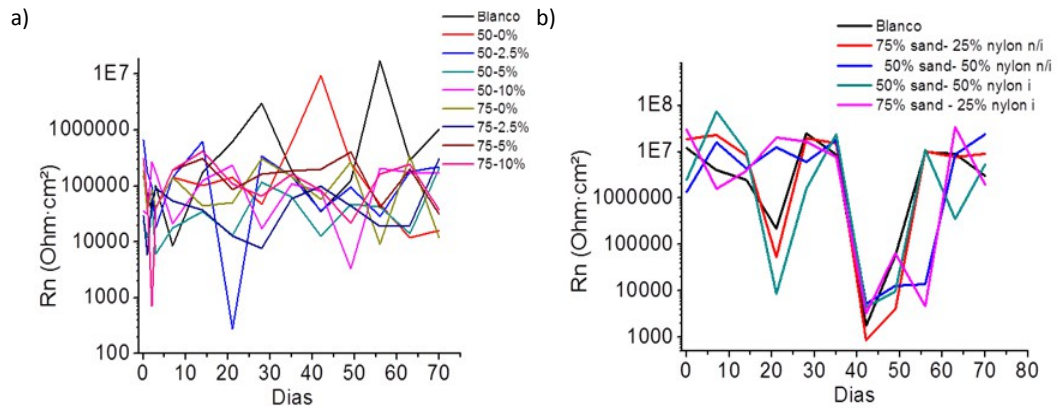 a)
Rn (Ohm·cm²)
1E7
1000000
100000
10000
1000
100
0 10 20 30 40 50 60 70
Dias
Blanco
50-0%
50-2.5%
50-5%
50-10%
75-0%
75-2.5%
75-5%
75-10%
b)
Rn (Ohm·cm²)
1E8
1E7
1000000
100000
10000
1000
0 10 20 30 40 50 60 70
Dias
Blanco
75% sand- 25% nylon n/i
50% sand- 50% nylon n/i
50% sand- 50% nylon i
75% sand - 25% nylon i